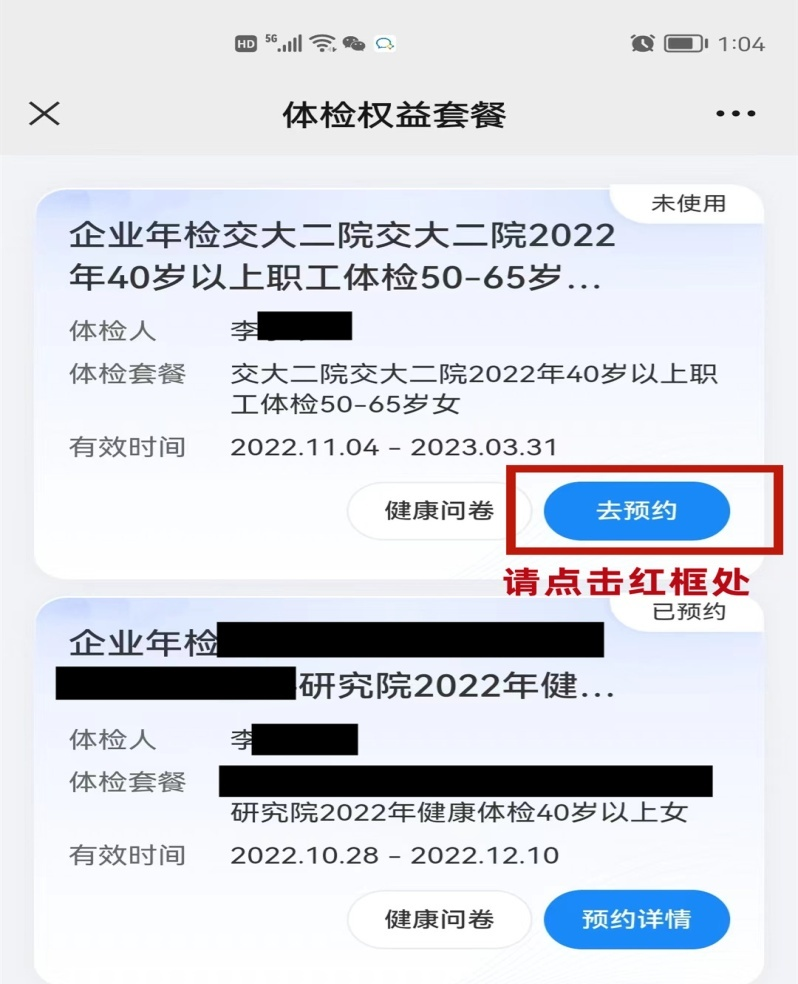 HD 5G 1:04
体检权益套餐
未使用
企业年检交大二院交大二院2022
年40岁以上职工体检50-65岁...
体检人 李
体检套餐 交大二院交大二院2022年40岁以上职
工体检50-65岁女
有效时间 2022.11.04 - 2023.03.31
健康问卷 去预约
请点击红框处
已预约
企业年检
研究院2022年健...
体检人 李
体检套餐
研究院2022年健康体检40岁以上女
有效时间 2022.10.28 - 2022.12.10
健康问卷 预约详情